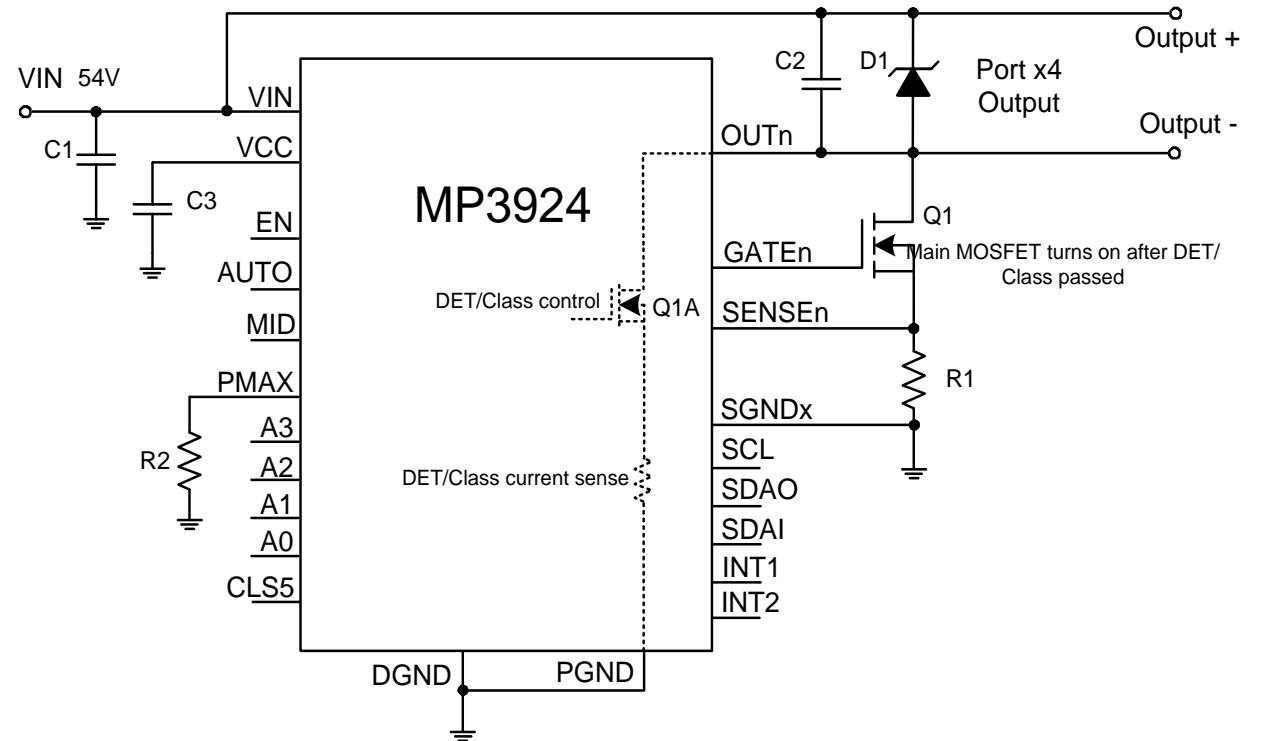 Output +
VIN 54V
VIN
C1
VCC
C3
EN
AUTO
MID
PMAX
R2
A3
A2
A1
A0
CLS5
MP3924
DET/Class control
Q1A
DET/Class current sense
DGND
PGND
C2
D1
Port x4
Output
Output -
OUTn
Q1
GATEn
Main MOSFET turns on after DET/
Class passed
SENSEn
R1
SGNDx
SCL
SDAO
SDAI
INT1
INT2